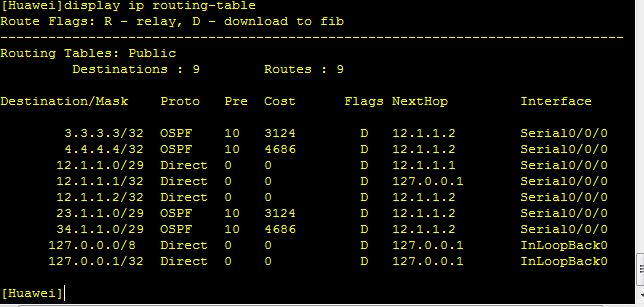 [Huawei]display ip routing-table
Route Flags: R - relay, D - download to fib
------------------------------------------------------------------------------
Routing Tables: Public
         Destinations : 9        Routes : 9

Destination/Mask    Proto   Pre  Cost      Flags NextHop         Interface

        3.3.3.3/32  OSPF    10   3124        D   12.1.1.2        Serial0/0/0
        4.4.4.4/32  OSPF    10   4686        D   12.1.1.2        Serial0/0/0
       12.1.1.0/29  Direct  0    0           D   12.1.1.1        Serial0/0/0
       12.1.1.1/32  Direct  0    0           D   127.0.0.1       Serial0/0/0
       12.1.1.2/32  Direct  0    0           D   12.1.1.2        Serial0/0/0
       23.1.1.0/29  OSPF    10   3124        D   12.1.1.2        Serial0/0/0
       34.1.1.0/29  OSPF    10   4686        D   12.1.1.2        Serial0/0/0
      127.0.0.0/8   Direct  0    0           D   127.0.0.1       InLoopBack0
      127.0.0.1/32  Direct  0    0           D   127.0.0.1       InLoopBack0

[Huawei]